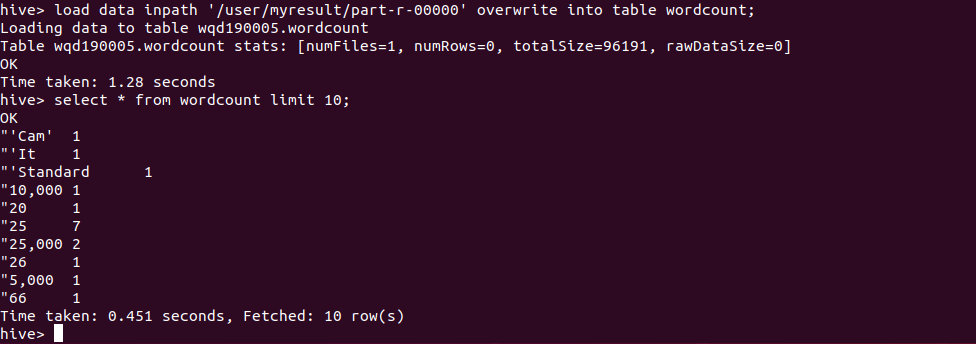 hive> load data inpath '/user/myresult/part-r-00000' overwrite into table wordcount;
Loading data to table wqd190005.wordcount
Table wqd190005.wordcount stats: [numFiles=1, numRows=0, totalSize=96191, rawDataSize=0]
OK
Time taken: 1.28 seconds
hive> select * from wordcount limit 10;
OK
"'Cam'  1
"'It    1
"'Standard      1
"10,000 1
"20     1
"25     7
"25,000 2
"26     1
"5,000  1
"66     1
Time taken: 0.451 seconds, Fetched: 10 row(s)
hive>